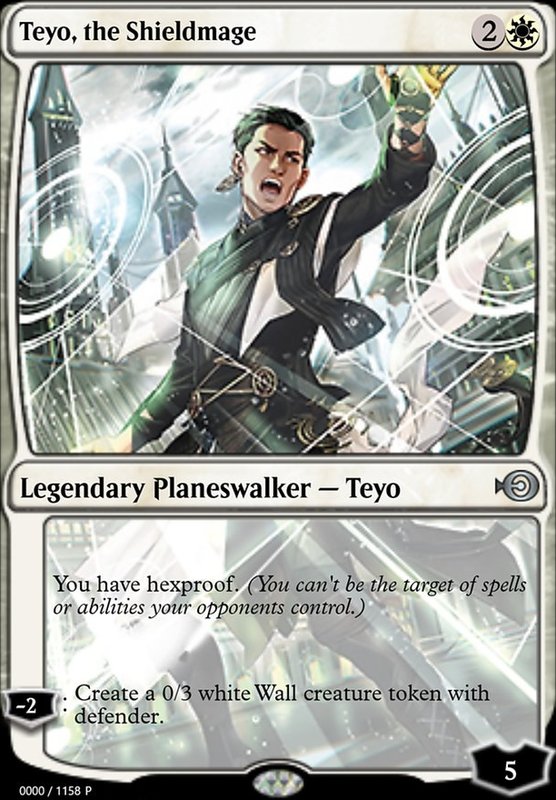 Teyo, the Shieldmage 2
Legendary Planeswalker — Teyo
You have hexproof. (You can't be the target of spells
or abilities your opponents control.)
-2 : Create a 0/3 white Wall creature token with
defender.
5
0000 / 1158 P